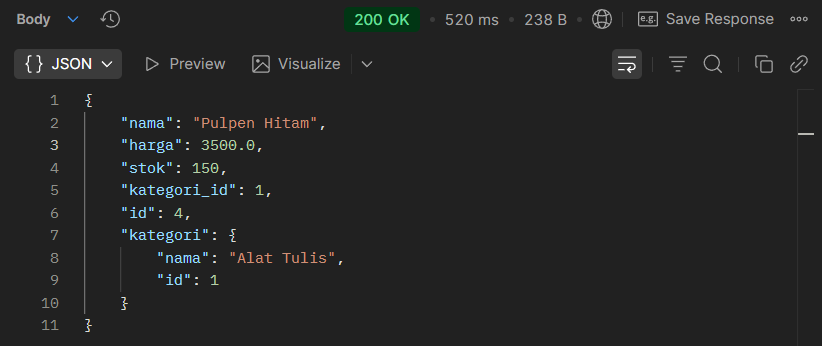 Body 200 OK • 520 ms • 238 B • e.g. Save Response
{} JSON Preview Visualize
1 {
2 "nama": "Pulpen Hitam",
3 "harga": 3500.0,
4 "stok": 150,
5 "kategori_id": 1,
6 "id": 4,
7 "kategori": {
8 "nama": "Alat Tulis",
9 "id": 1
10 }
11 }